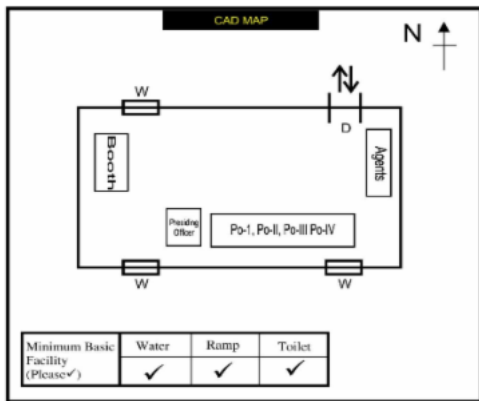 CAD MAP
N
W
D
Booth
Agents
Presiding
Officer
Po-1, Po-II, Po-III Po-IV
W
W
Minimum Basic
Facility
(Please✓)
Water
Ramp
Toilet
✓
✓
✓